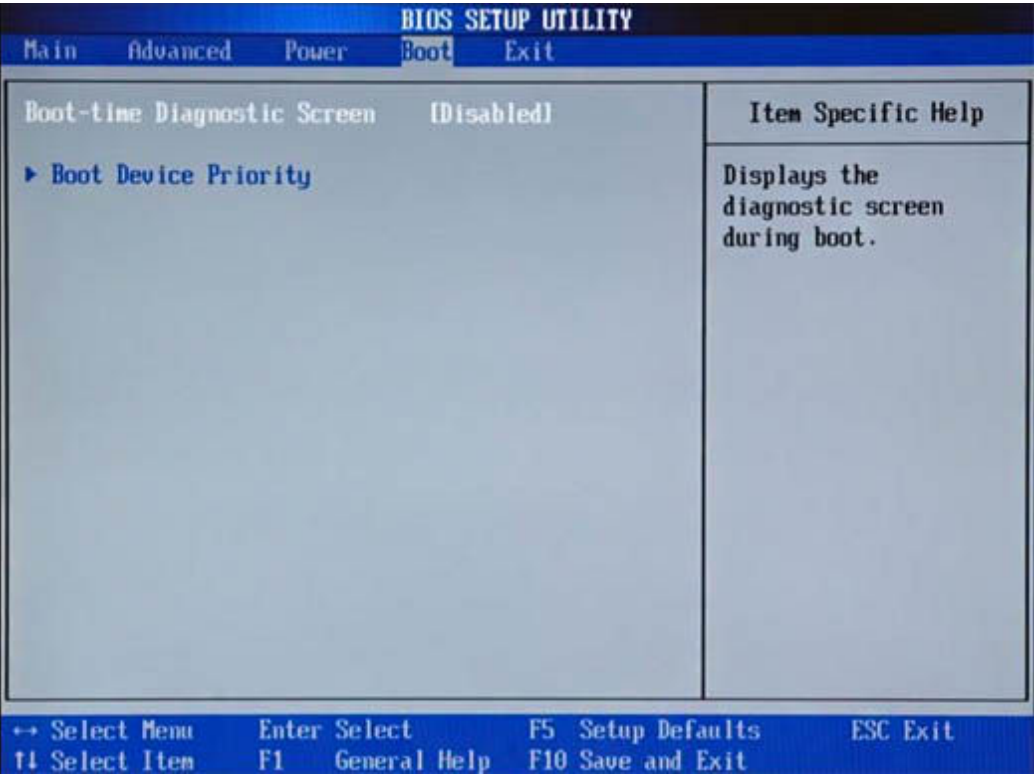 BIOS SETUP UTILITY
Main Advanced Power Boot Exit
Boot-time Diagnostic Screen [Disabled]
Item Specific Help
▶ Boot Device Priority
Displays the
diagnostic screen
during boot.
↔ Select Menu Enter Select F5 Setup Defaults ESC Exit
↑↓ Select Item F1 General Help F10 Save and Exit